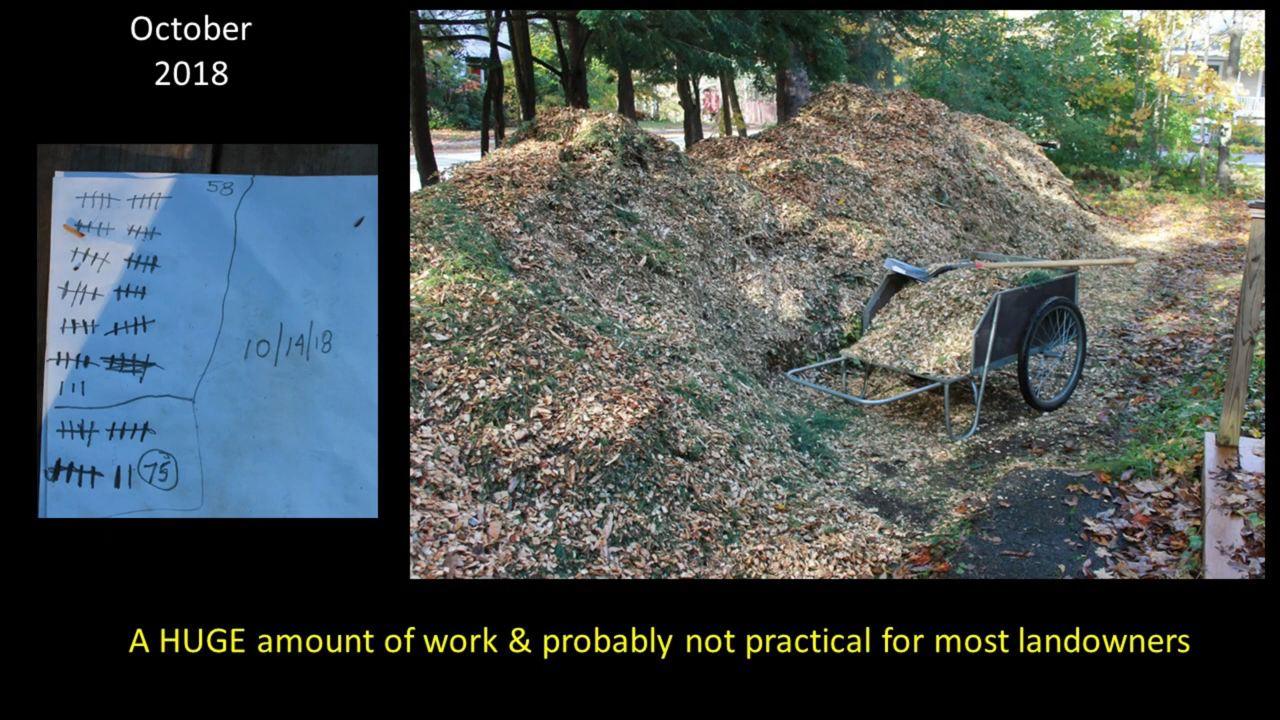 October
2018
58
10/14/18
75
A HUGE amount of work & probably not practical for most landowners